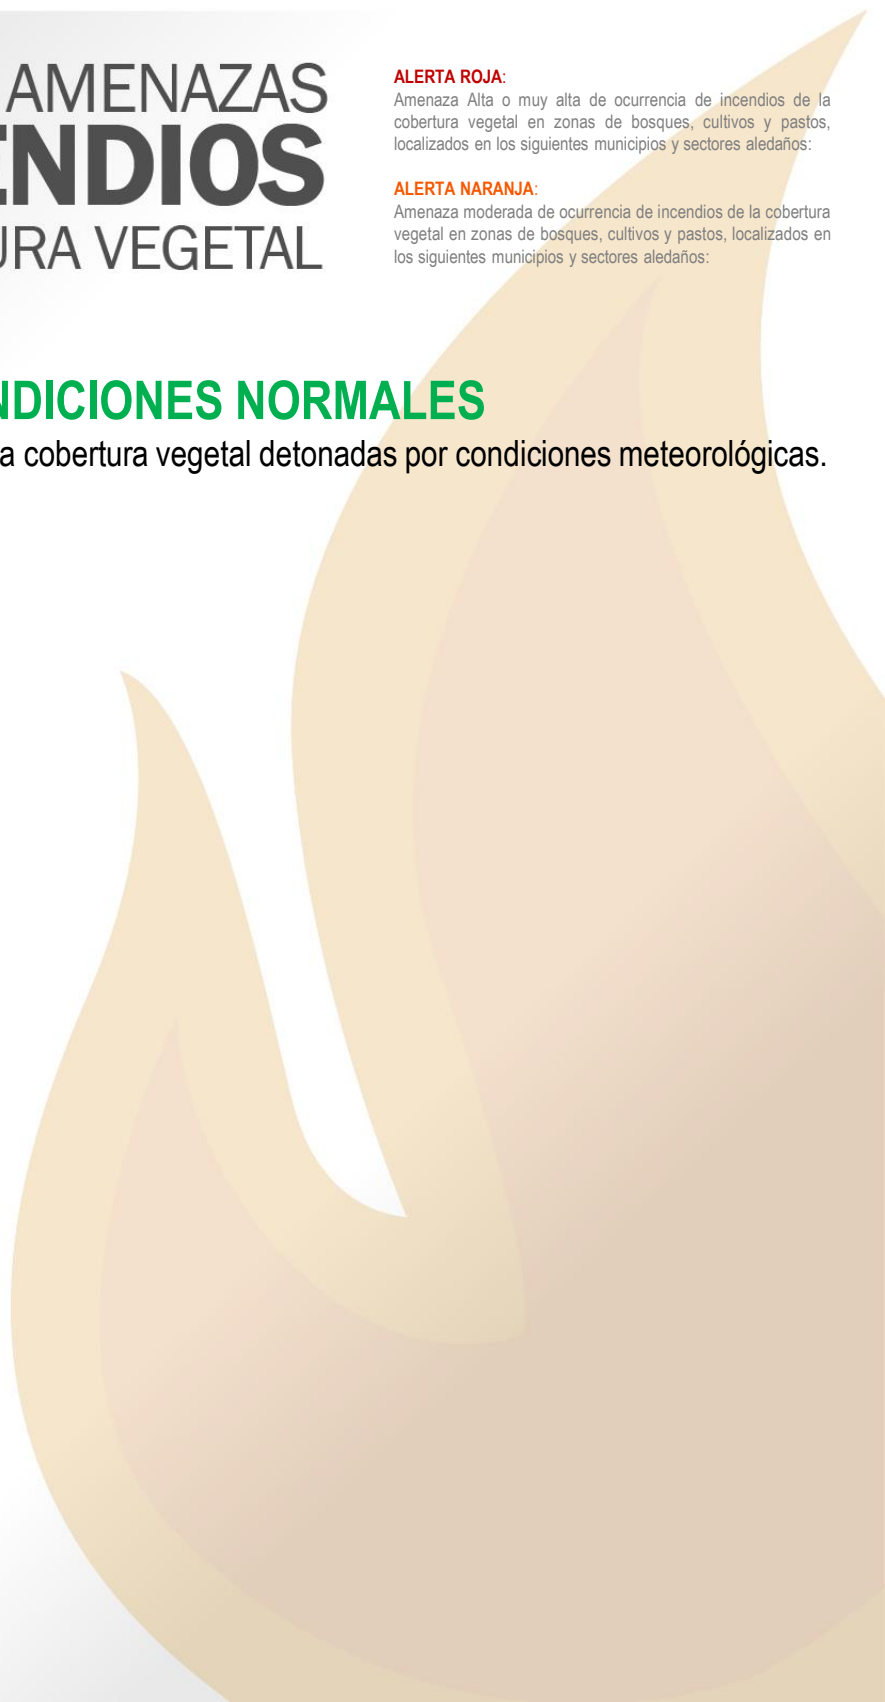 AMENAZAS
ENDIOS
URA VEGETAL
ALERTA ROJA:
Amenaza Alta o muy alta de ocurrencia de incendios de la
cobertura vegetal en zonas de bosques, cultivos y pastos,
localizados en los siguientes municipios y sectores aledaños:
ALERTA NARANJA:
Amenaza moderada de ocurrencia de incendios de la cobertura
vegetal en zonas de bosques, cultivos y pastos, localizados en
los siguientes municipios y sectores aledaños:
NDICIONES NORMALES
a cobertura vegetal detonadas por condiciones meteorológicas.